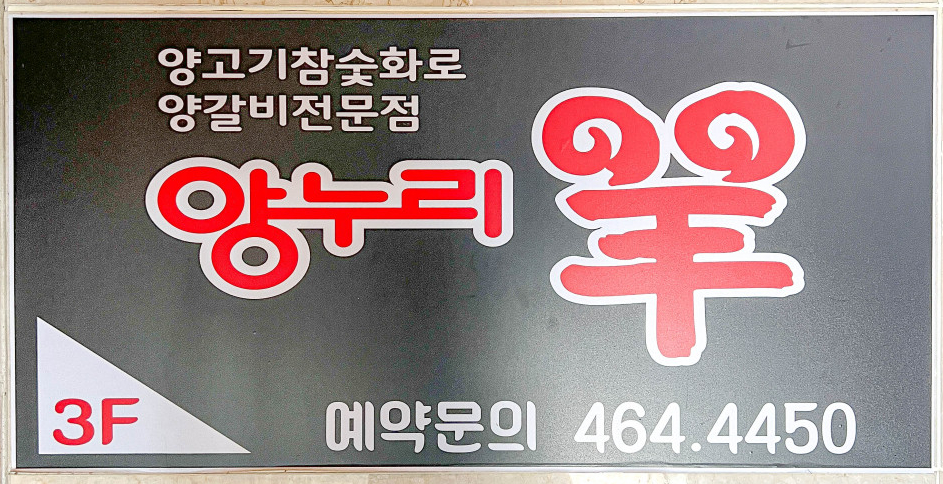 양고기참숯화로
양갈비전문점
양누리
羊
3F
예약문의 464.4450